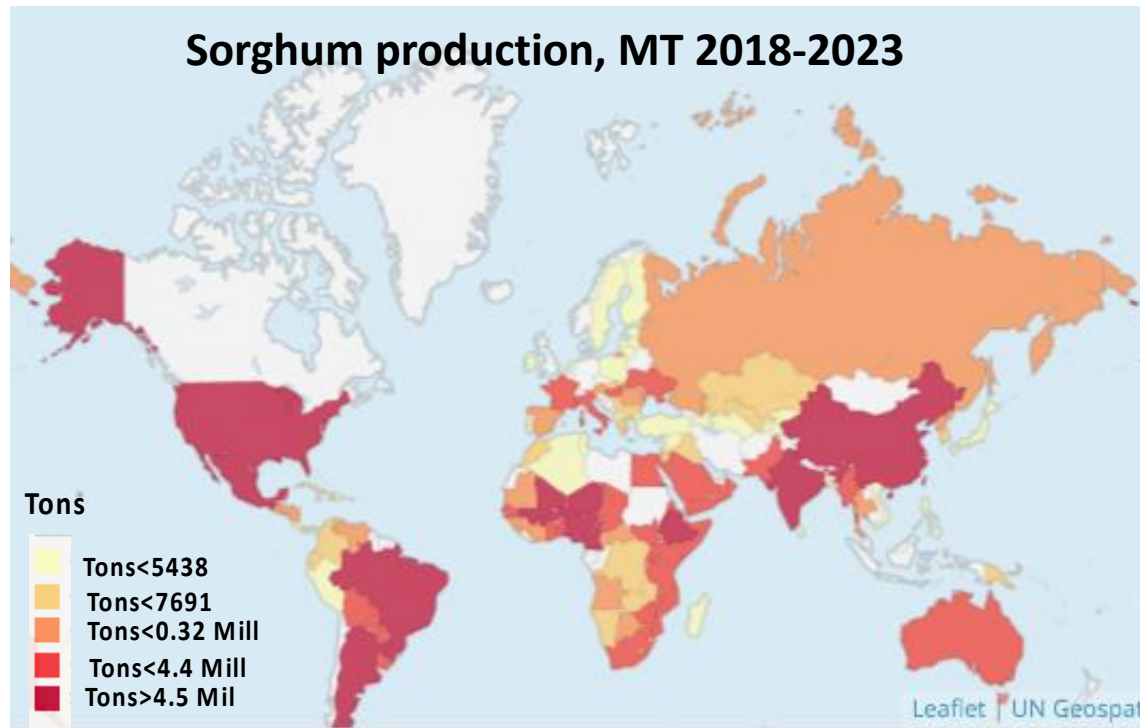 Sorghum production, MT 2018-2023
Tons
Tons<5438
Tons<7691
Tons<0.32 Mill
Tons<4.4 Mill
Tons>4.5 Mil
Leaflet | UN Geospat